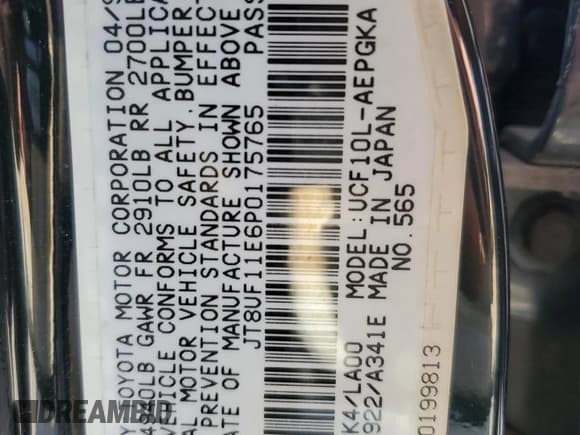 TOYOTA MOTOR CORPORATION 04/9
GAWR FR 2910LB RR 2700LB
VEHICLE CONFORMS TO ALL APPLICA
AL MOTOR VEHICLE SAFETY, BUMPER,
PREVENTION STANDARDS IN EFFECT
ATE OF MANUFACTURE SHOWN ABOVE
JT8UF11E6P0175765 PASS
K4/LA00 MODEL:UCF10L-AEPGKA
922/A341E MADE IN JAPAN
NO.565
0199813
DREAMBID